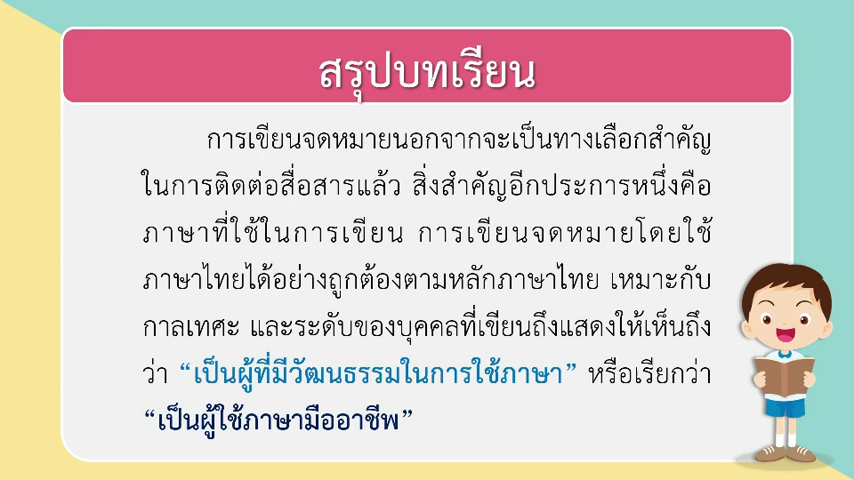 สรุปบทเรียน
การเขียนจดหมายนอกจากจะเป็นทางเลือกสำคัญ
ในการติดต่อสื่อสารแล้ว สิ่งสำคัญอีกประการหนึ่งคือ
ภาษาที่ใช้ในการเขียน การเขียนจดหมายโดยใช้
ภาษาไทยได้อย่างถูกต้องตามหลักภาษาไทย เหมาะกับ
กาลเทศะ และระดับของบุคคลที่เขียนถึงแสดงให้เห็นถึง
ว่า “เป็นผู้ที่มีวัฒนธรรมในการใช้ภาษา” หรือเรียกว่า
“เป็นผู้ใช้ภาษามืออาชีพ”